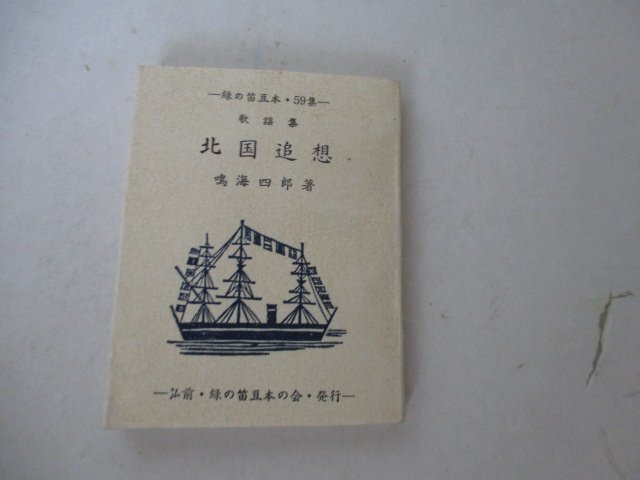 ―緑の笛豆本・59集―
歌謡集
北国追想
鳴海四郎著
―弘前・緑の笛豆本の会・発行―